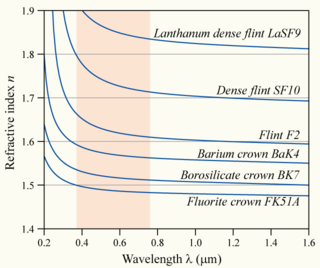 1.9
Lanthanum dense flint LaSF9
1.8
Dense flint SF10
1.7
Flint F2
1.6
Barium crown BaK4
Borosilicate crown BK7
1.5
Fluorite crown FK51A
1.4
0.2 0.4 0.6 0.8 1.0 1.2 1.4 1.6
Wavelength λ (μm)
Refractive index n